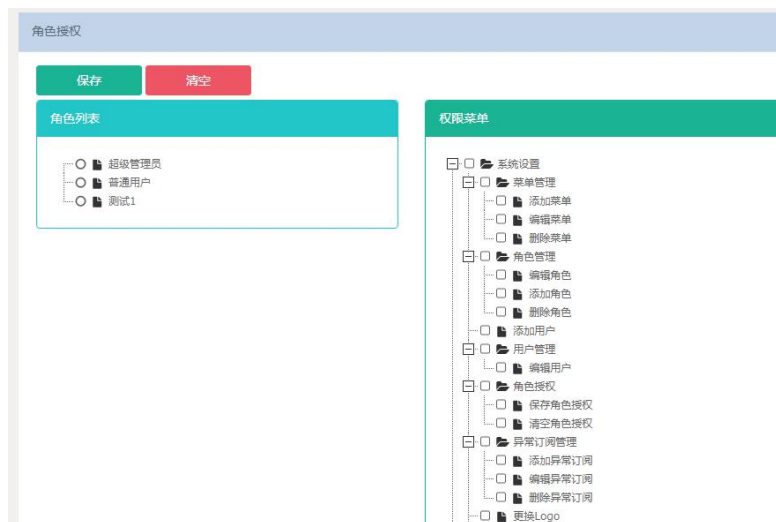 角色授权
保存
清空
角色列表
超级管理员
普通用户
测试1
权限菜单
系统设置
菜单管理
添加菜单
编辑菜单
删除菜单
角色管理
编辑角色
添加角色
删除角色
添加用户
用户管理
编辑用户
角色授权
保存角色授权
清空角色授权
异常订阅管理
添加异常订阅
编辑异常订阅
删除异常订阅
更换Logo